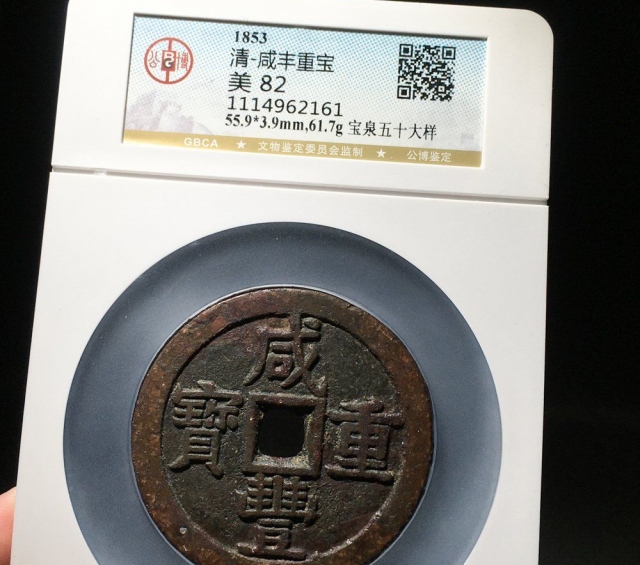 1853
清-咸丰重宝
美 82
1114962161
55.9*3.9mm,61.7g 宝泉五十大样
公博
GBCA ★ 文物鉴定委员会监制 ★ 公博鉴定
咸
寶 重
豐